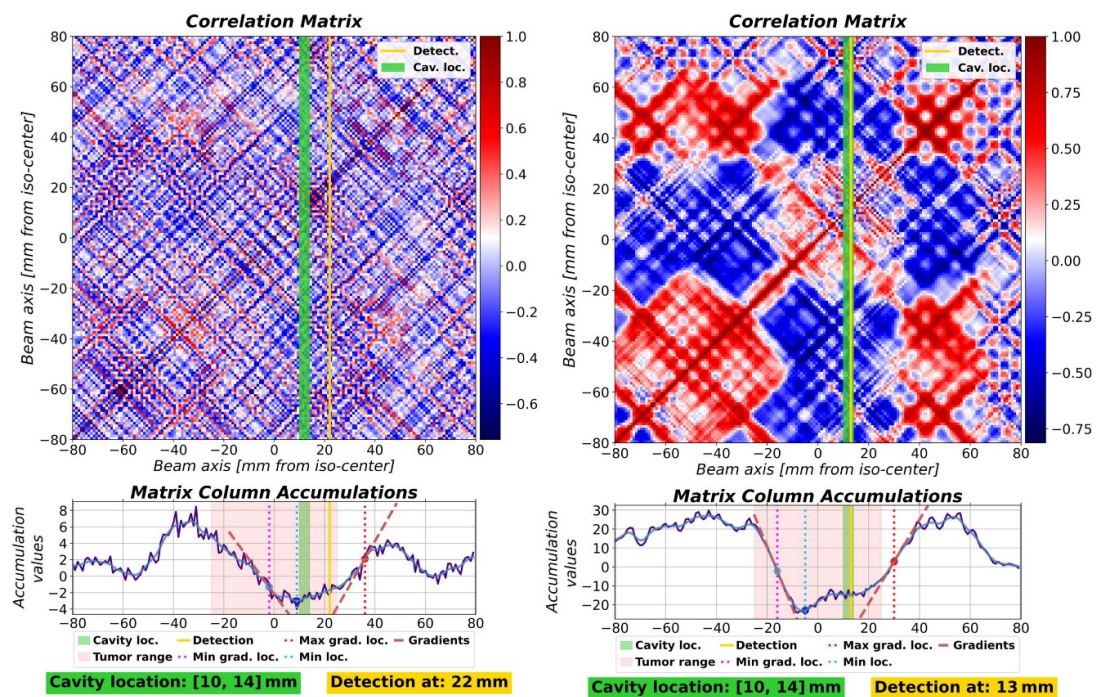 Correlation Matrix
80
60
40
20
0
−20
−40
−60
−80
Beam axis [mm from iso-center]
−80 −60 −40 −20 0 20 40 60 80
Beam axis [mm from iso-center]
Detect.
Cav. loc.
1.0
0.8
0.6
0.4
0.2
0.0
−0.2
−0.4
−0.6
Matrix Column Accumulations
8
6
4
2
0
−2
−4
Accumulation
values
−80 −60 −40 −20 0 20 40 60 80
Cavity loc. Detection Max grad. loc. Gradients
Tumor range Min grad. loc. Min loc.
Cavity location: [10, 14] mm
Detection at: 22 mm
Correlation Matrix
80
60
40
20
0
−20
−40
−60
−80
Beam axis [mm from iso-center]
−80 −60 −40 −20 0 20 40 60 80
Beam axis [mm from iso-center]
Detect.
Cav. loc.
1.00
0.75
0.50
0.25
0.00
−0.25
−0.50
−0.75
Matrix Column Accumulations
30
20
10
0
−10
−20
Accumulation
values
−80 −60 −40 −20 0 20 40 60 80
Cavity loc. Detection Max grad. loc. Gradients
Tumor range Min grad. loc. Min loc.
Cavity location: [10, 14] mm
Detection at: 13 mm